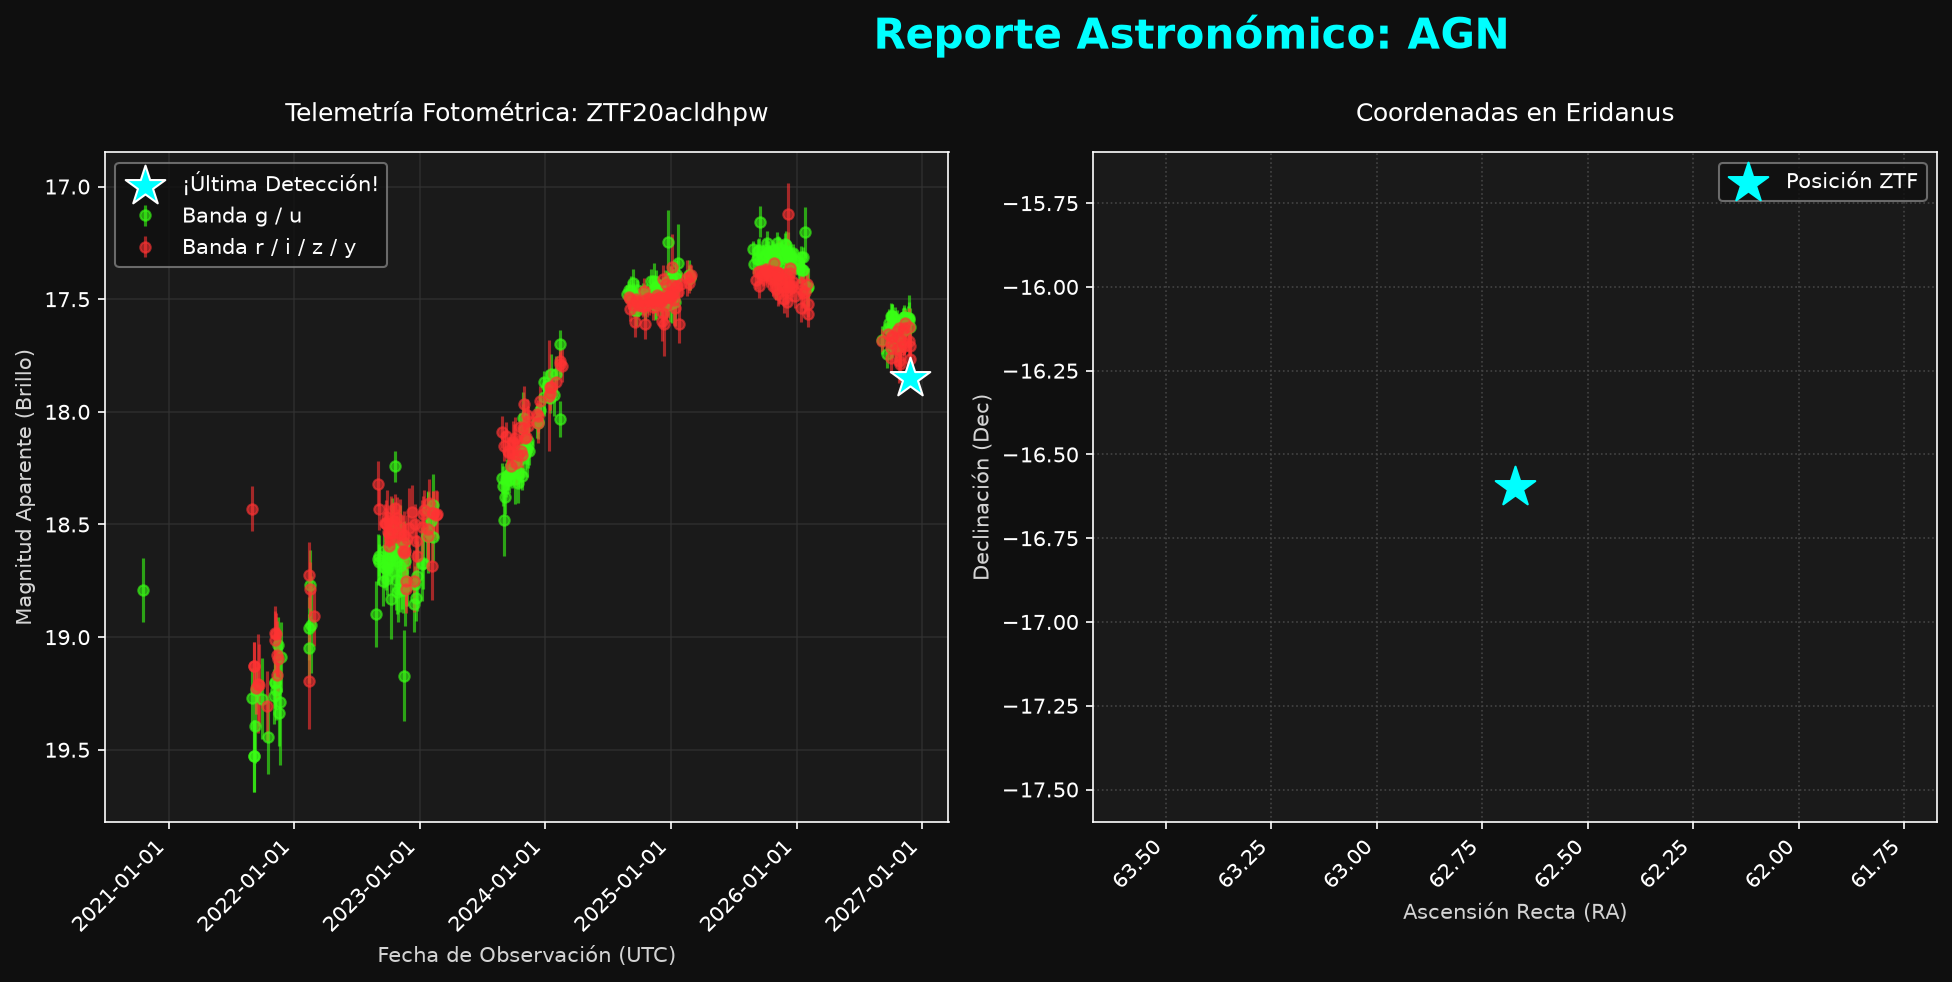 Reporte Astronómico: AGN
Telemetría Fotométrica: ZTF20acldhpw
¡Última Detección!
Banda g / u
Banda r / i / z / y
Magnitud Aparente (Brillo)
17.0
17.5
18.0
18.5
19.0
19.5
2021-01-01
2022-01-01
2023-01-01
2024-01-01
2025-01-01
2026-01-01
2027-01-01
Fecha de Observación (UTC)
Coordenadas en Eridanus
Posición ZTF
Declinación (Dec)
−15.75
−16.00
−16.25
−16.50
−16.75
−17.00
−17.25
−17.50
63.50
63.25
63.00
62.75
62.50
62.25
62.00
61.75
Ascensión Recta (RA)